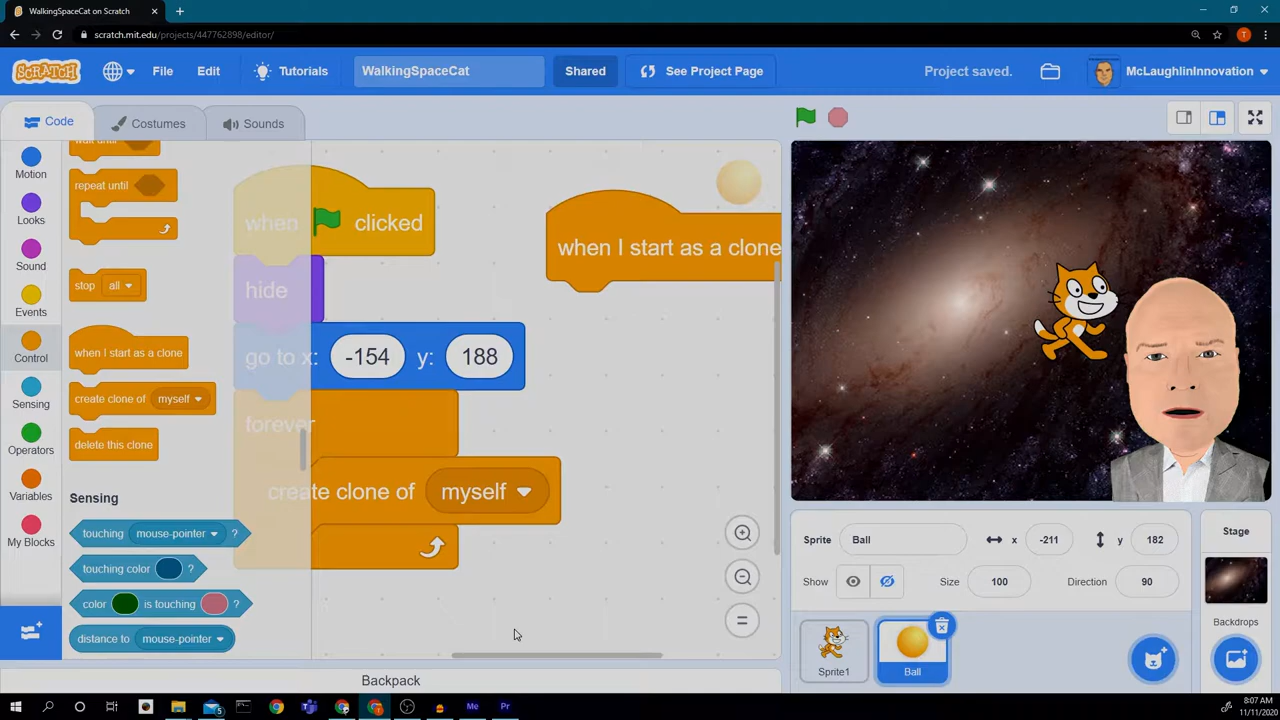 WalkingSpaceCat on Scratch
scratch.mit.edu/projects/447762898/editor/
T
SCRATCH
File
Edit
Tutorials
WalkingSpaceCat
Shared
See Project Page
Project saved.
McLaughlinInnovation
Code
Costumes
Sounds
Motion
Looks
Sound
Events
Control
Sensing
Operators
Variables
My Blocks
wait until
repeat until
stop all
when I start as a clone
create clone of myself
delete this clone
Sensing
touching mouse-pointer ?
touching color ?
color is touching ?
distance to mouse-pointer
when clicked
hide
go to x: -154 y: 188
forever
create clone of myself
when I start as a clone
Backpack
Sprite Ball x -211 y 182
Show Size 100 Direction 90
Sprite1
Ball
Stage
Backdrops
5
Me
Pr
8:07 AM
11/11/2020